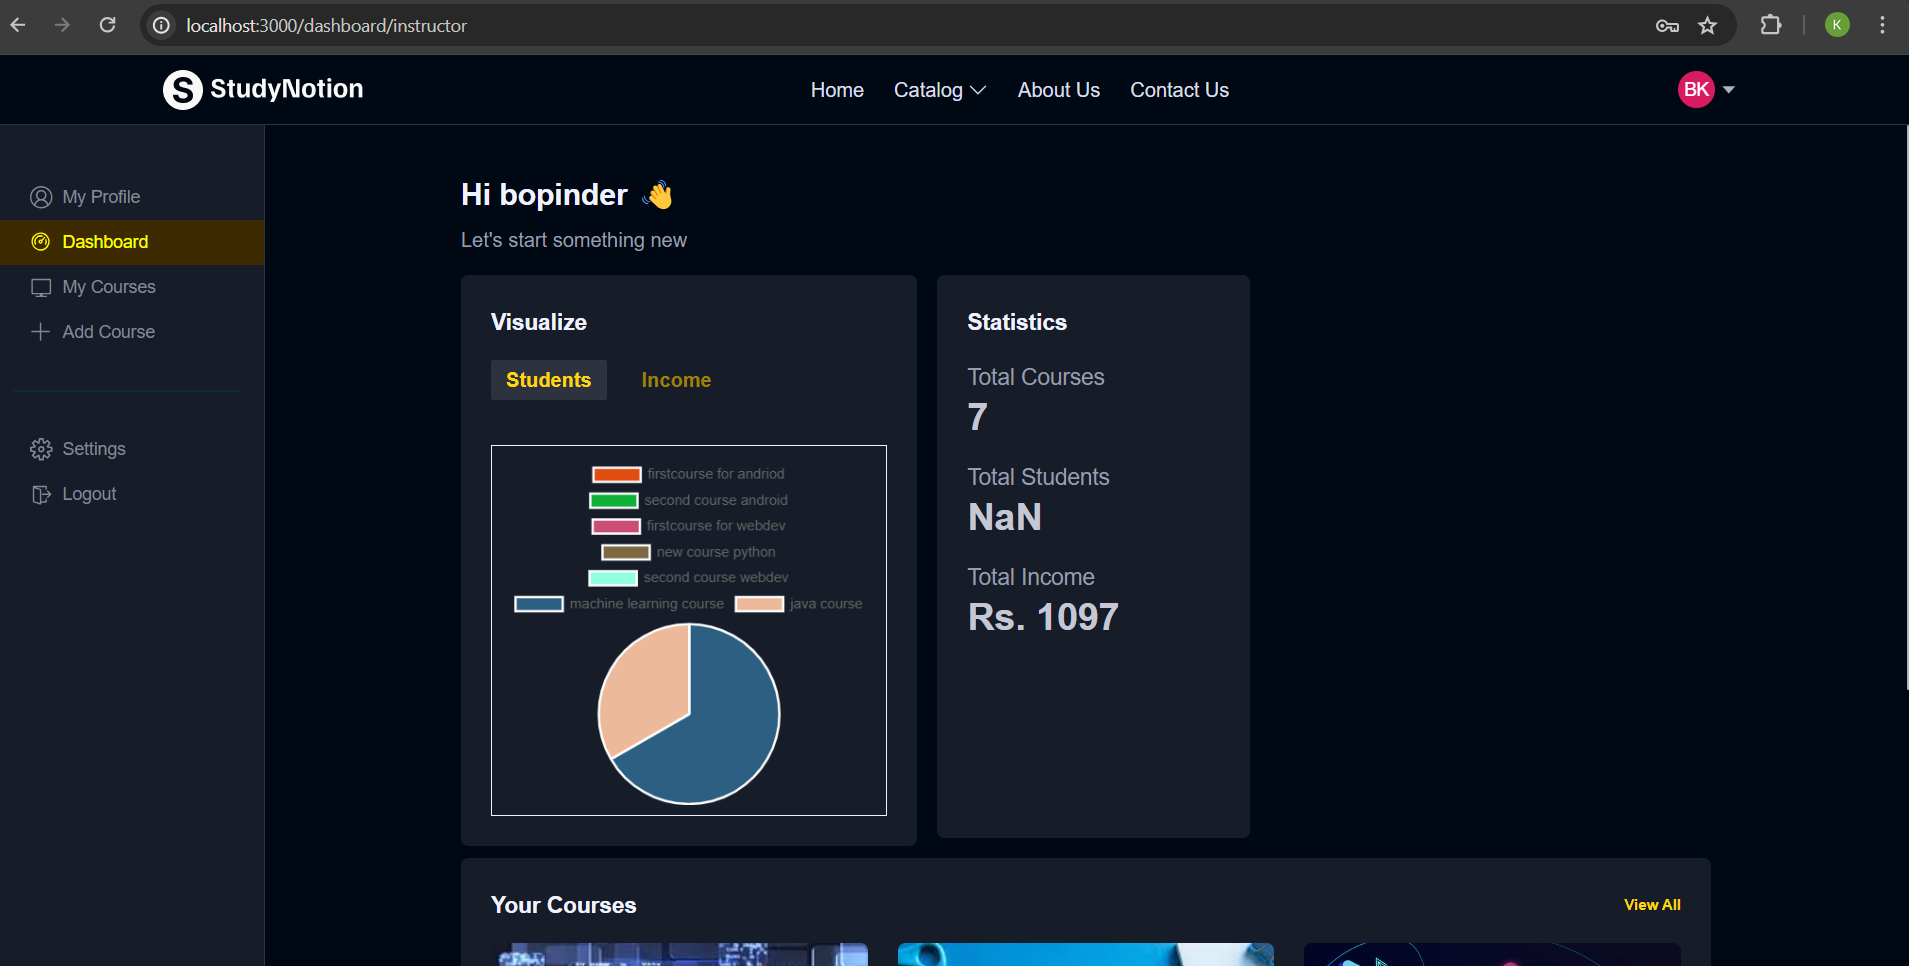 localhost:3000/dashboard/instructor
K
S StudyNotion
Home Catalog About Us Contact Us
BK
My Profile
Dashboard
My Courses
Add Course
Settings
Logout
Hi bopinder 👋
Let's start something new
Visualize
Students Income
firstcourse for andriod
second course android
firstcourse for webdev
new course python
second course webdev
machine learning course java course
Statistics
Total Courses
7
Total Students
NaN
Total Income
Rs. 1097
Your Courses
View All